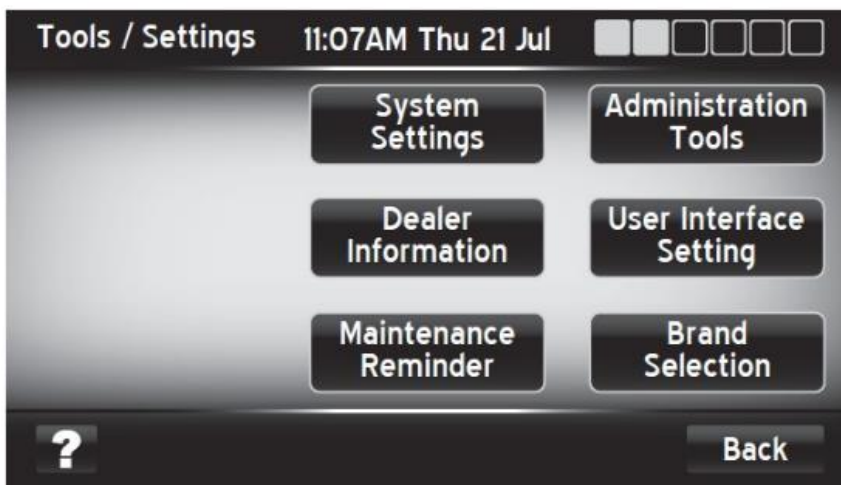 Tools / Settings 11:07AM Thu 21 Jul
System
Settings
Administration
Tools
Dealer
Information
User Interface
Setting
Maintenance
Reminder
Brand
Selection
?
Back